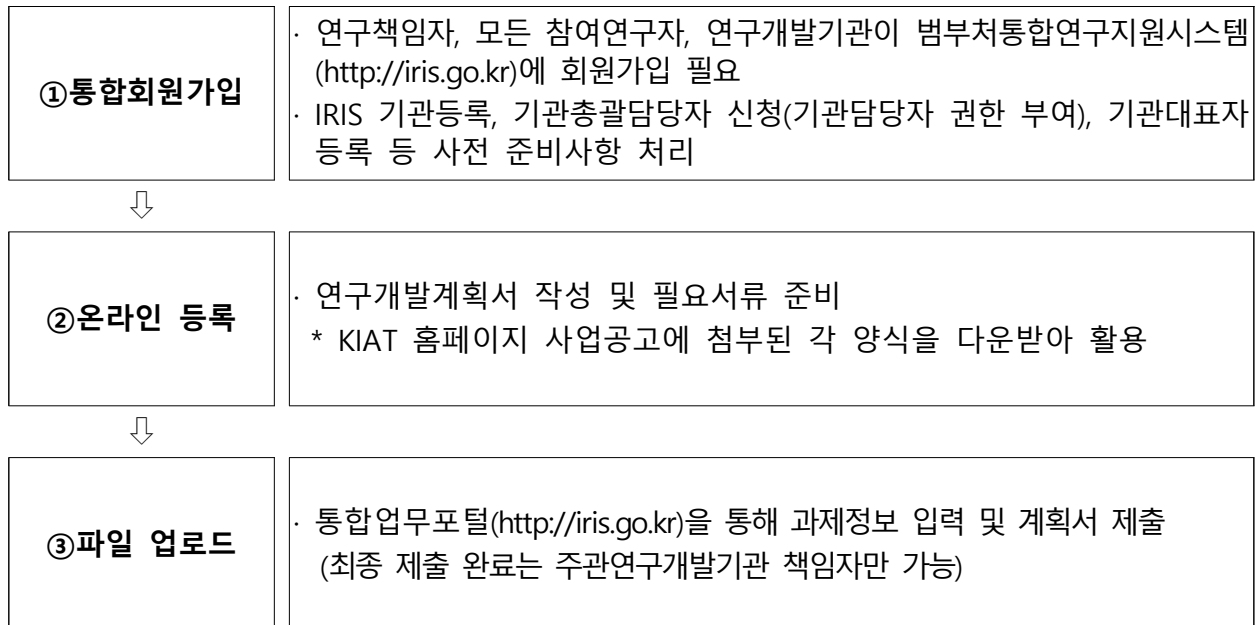 ①통합회원가입
· 연구책임자, 모든 참여연구자, 연구개발기관이 범부처통합연구지원시스템
(http://iris.go.kr)에 회원가입 필요
· IRIS 기관등록, 기관총괄담당자 신청(기관담당자 권한 부여), 기관대표자
등록 등 사전 준비사항 처리
⇩
②온라인 등록
· 연구개발계획서 작성 및 필요서류 준비
* KIAT 홈페이지 사업공고에 첨부된 각 양식을 다운받아 활용
⇩
③파일 업로드
· 통합업무포털(http://iris.go.kr)을 통해 과제정보 입력 및 계획서 제출
(최종 제출 완료는 주관연구개발기관 책임자만 가능)